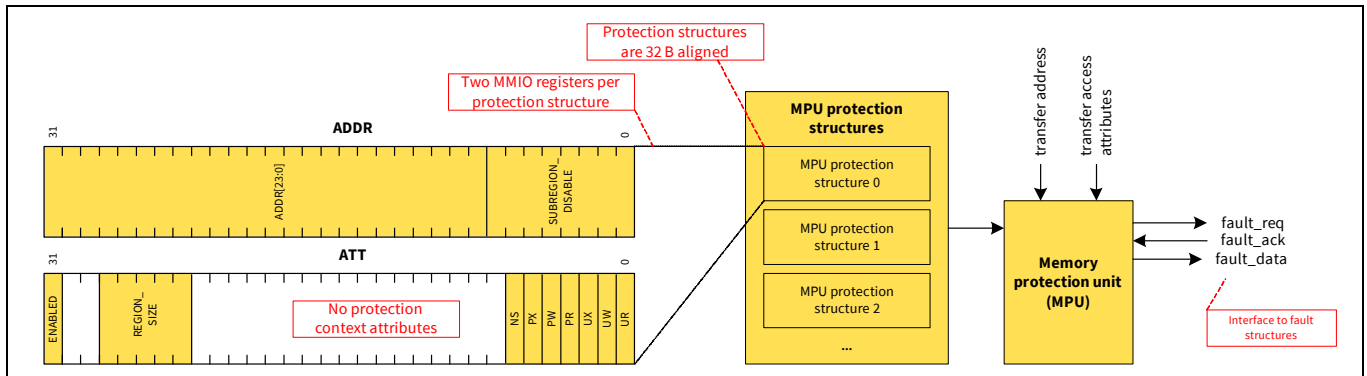 Protection structures
are 32 B aligned
Two MMIO registers per
protection structure
31
ADDR
0
ADDR[23:0]
SUBREGION_
DISABLE
31
ATT
0
ENABLED
REGION_
SIZE
No protection
context attributes
NS
PX
PW
PR
UX
UW
UR
MPU protection
structures
MPU protection
structure 0
MPU protection
structure 1
MPU protection
structure 2
...
transfer address
transfer access
attributes
Memory
protection unit
(MPU)
fault_req
fault_ack
fault_data
Interface to fault
structures